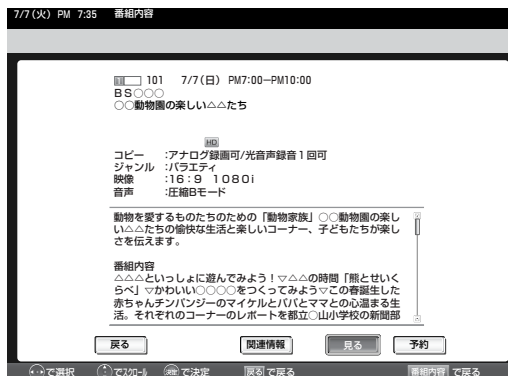 7/7(火) PM 7:35 番組内容
101 7/7(日) PM7:00−PM10:00
BS○○○
○○動物園の楽しい△△たち
HD
コピー :アナログ録画可/光音声録音1回可
ジャンル :バラエティ
映像 :16:9 1080i
音声 :圧縮Bモード
動物を愛するものたちのための「動物家族」○○動物園の楽し
い△△たちの愉快な生活と楽しいコーナー、子どもたちが楽し
さを伝えます。
番組内容
△△△といっしょに遊んでみよう!▽△△の時間「熊とせいく
らべ」▽かわいい○○○○をつくってみよう▽この春誕生した
赤ちゃんチンパンジーのマイケルとパパとママとの心温まる生
活。それぞれのコーナーのレポートを都立○山小学校の新聞部
戻る 関連情報 見る 予約
で選択 でスクロール 決定 で決定 戻る で戻る 番組内容 で戻る